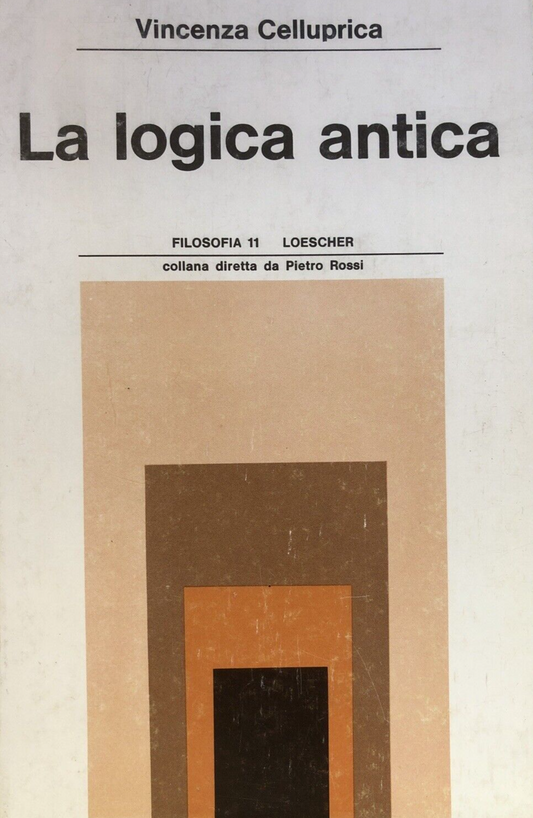 Vincenza Celluprica
La logica antica
FILOSOFIA 11 LOESCHER
collana diretta da Pietro Rossi